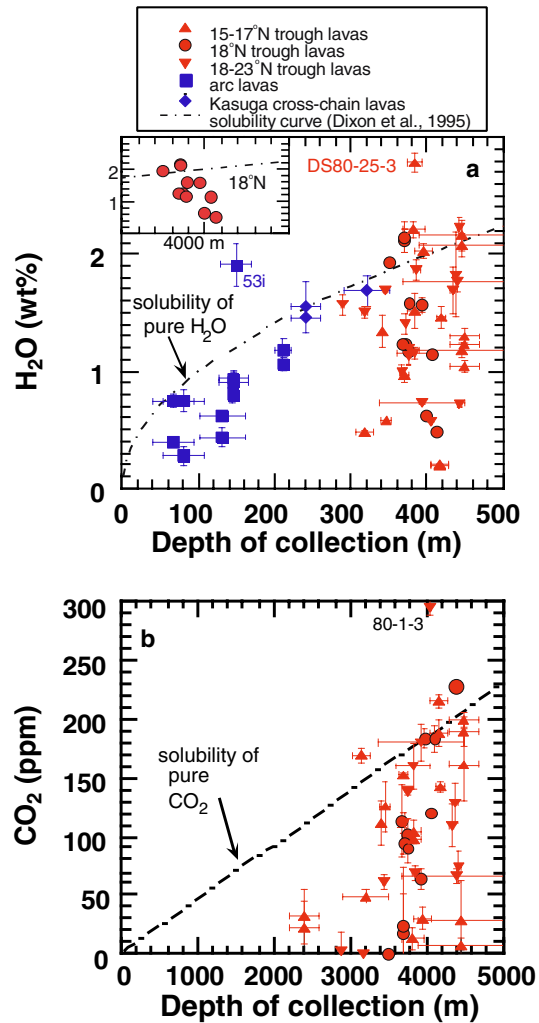 15-17°N trough lavas
18°N trough lavas
18-23°N trough lavas
arc lavas
Kasuga cross-chain lavas
solubility curve (Dixon et al., 1995)
DS80-25-3
a
2
1
18°N
4000 m
53i
solubility of
pure H2O
H2O (wt%)
2
1
0
0 100 200 300 400 500
Depth of collection (m)
300
250
200
150
100
50
0
b
80-1-3
solubility of
pure
CO2
CO2 (ppm)
0 1000 2000 3000 4000 5000
Depth of collection (m)